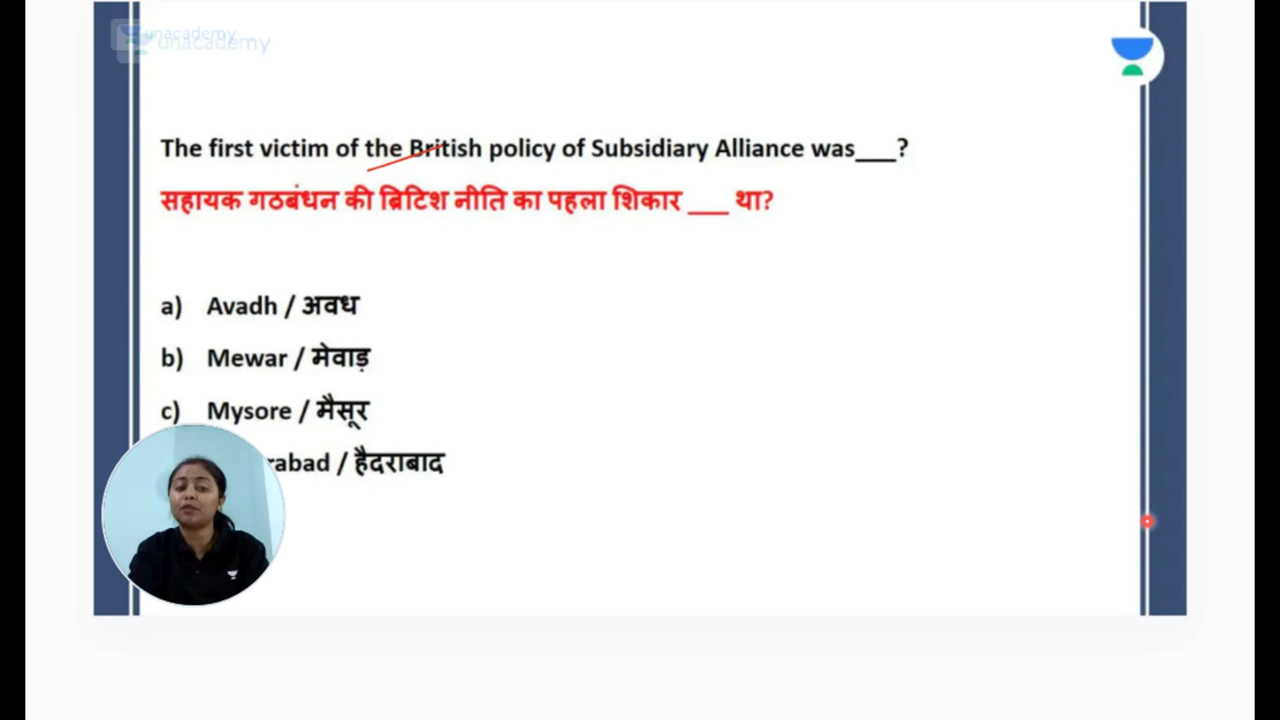 unacademy
unacademy
The first victim of the British policy of Subsidiary Alliance was___?
सहायक गठबंधन की ब्रिटिश नीति का पहला शिकार ___ था?
a) Avadh / अवध
b) Mewar / मेवाड़
c) Mysore / मैसूर
rabad / हैदराबाद